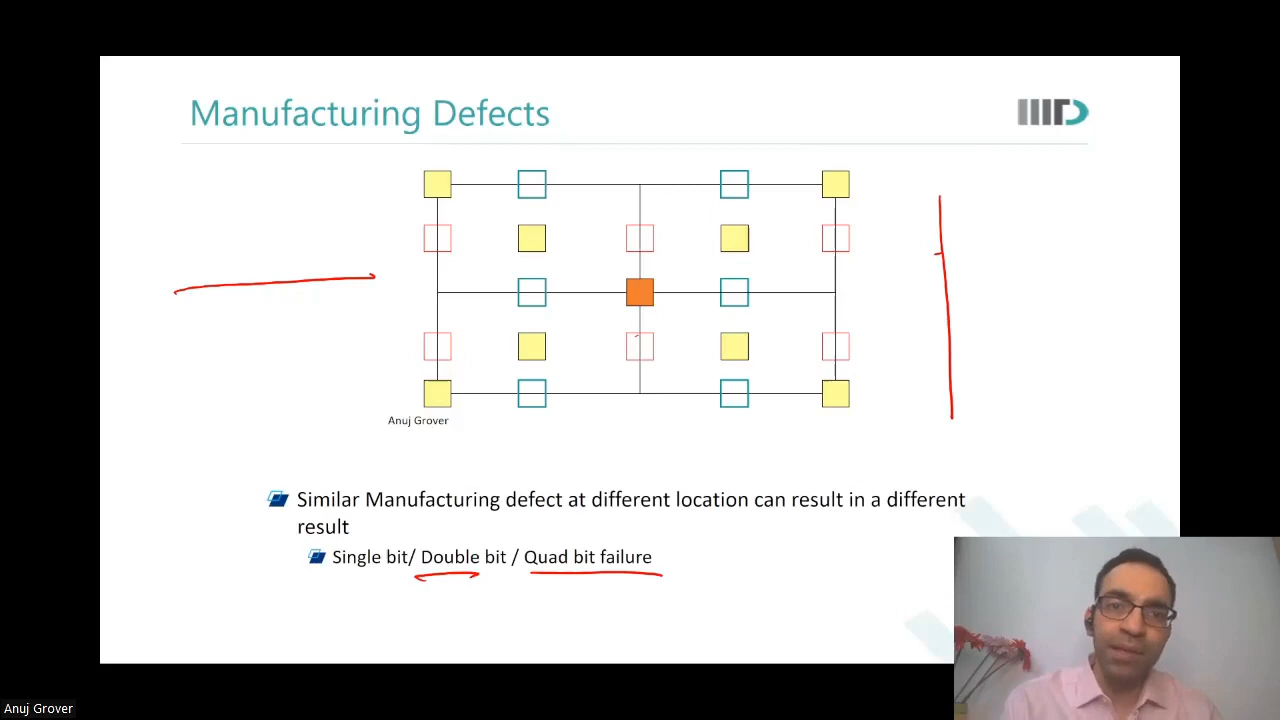 Manufacturing Defects
IIITD
Anuj Grover
Similar Manufacturing defect at different location can result in a different
result
Single bit/ Double bit / Quad bit failure
Anuj Grover